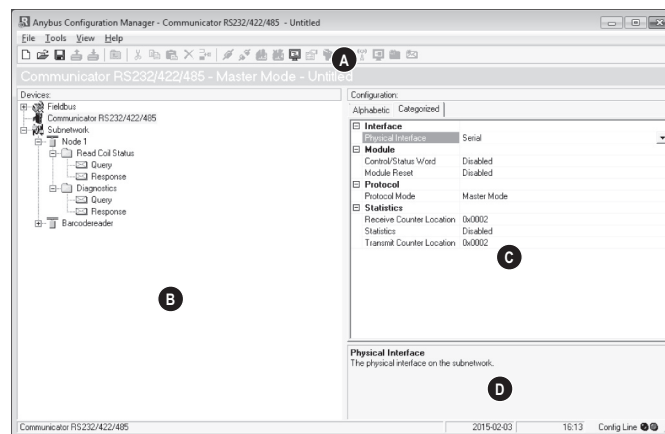 Anybus Configuration Manager - Communicator RS232/422/485 - Untitled
File Tools View Help
A
Communicator RS232/422/485 - Master Mode - Untitled
Devices:
Fieldbus
Communicator RS232/422/485
Subnetwork
Node 1
Read Coil Status
Query
Response
Diagnostics
Query
Response
Barcodereader
B
Configuration:
Alphabetic Categorized
Interface
Physical Interface Serial
Module
Control/Status Word Disabled
Module Reset Disabled
Protocol
Protocol Mode Master Mode
Statistics
Receive Counter Location 0x0002
Statistics Disabled
Transmit Counter Location 0x0002
C
Physical Interface
The physical interface on the subnetwork.
D
Communicator RS232/422/485 2015-02-03 16:13 Config Line